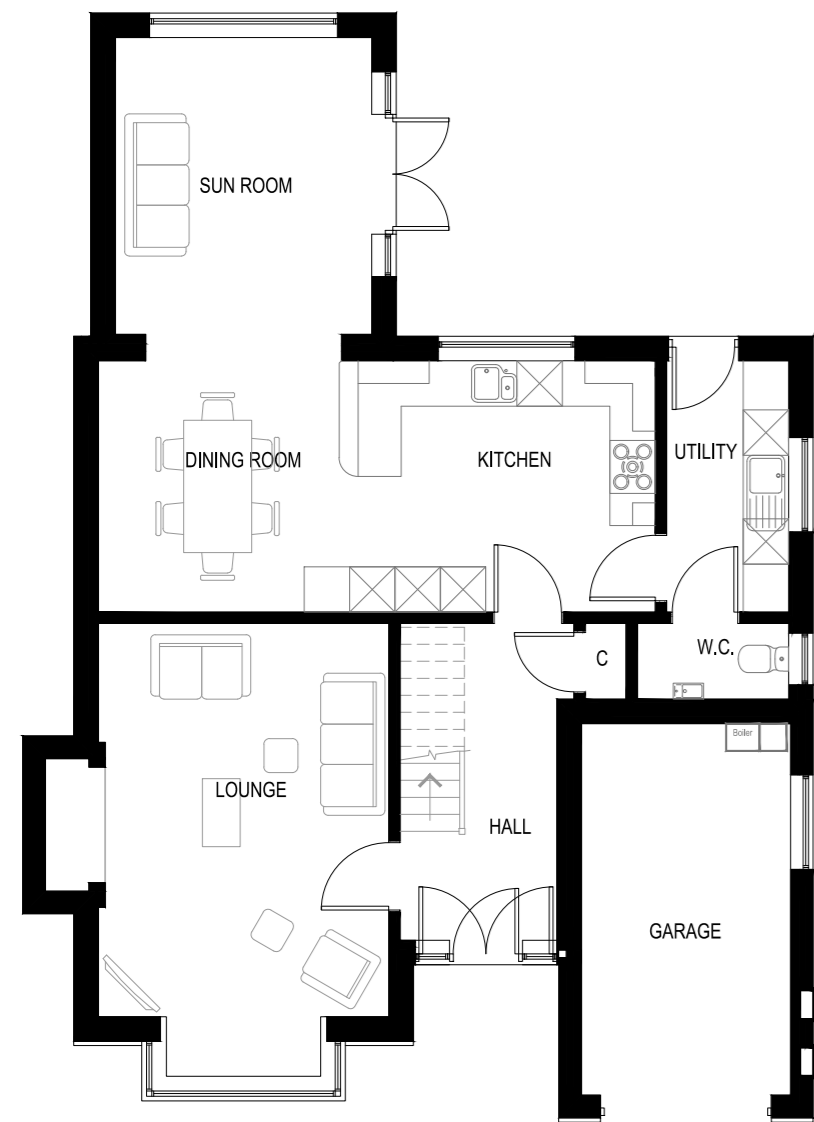 SUN ROOM
DINING ROOM
KITCHEN
UTILITY
W.C.
C
Boiler
LOUNGE
HALL
GARAGE